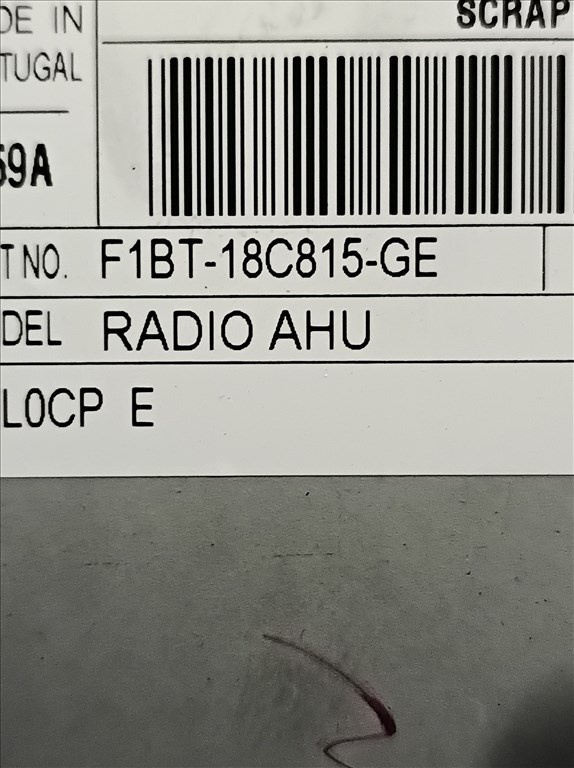 DE IN
TUGAL
SCRAP
59A
T NO. F1BT-18C815-GE
DEL RADIO AHU
L0CP E